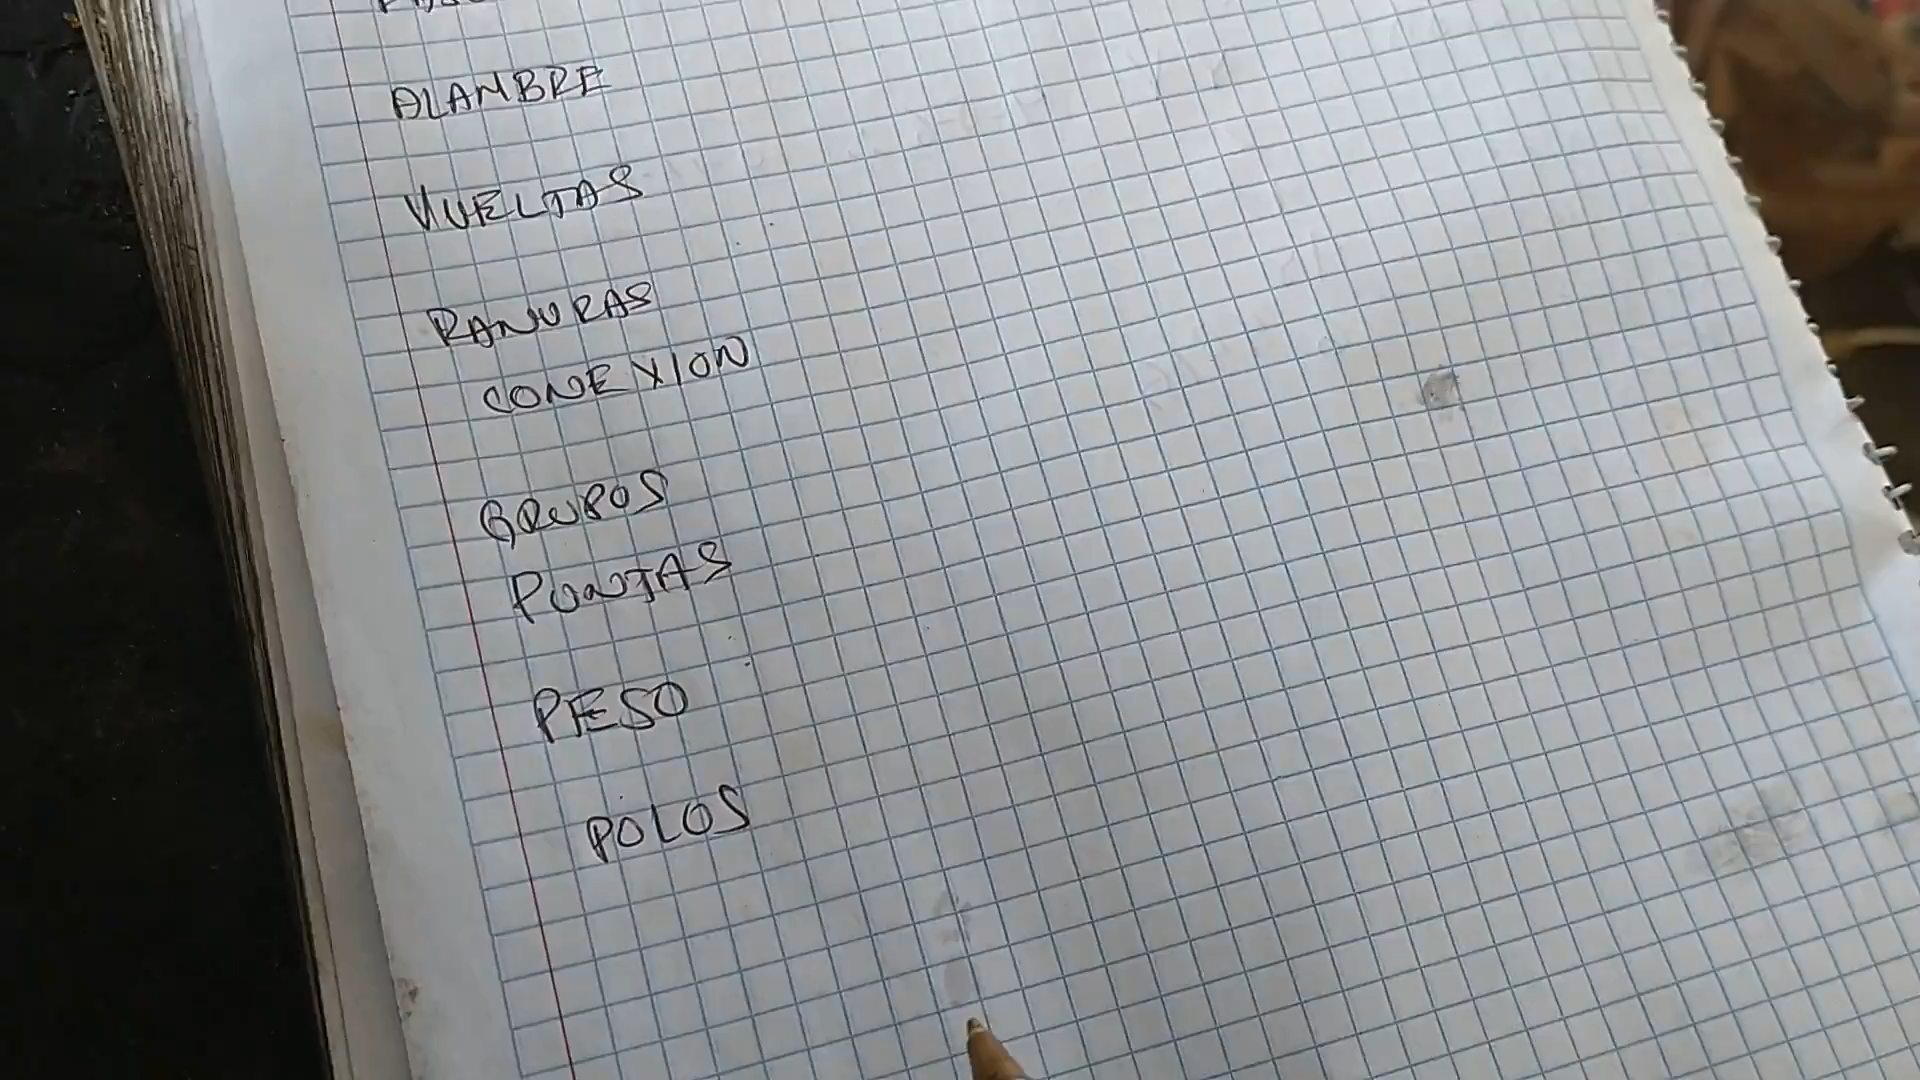 ALAMBRE
VUELTAS
RANURAS
CONEXION
GRUPOS
PUNTAS
PESO
POLOS